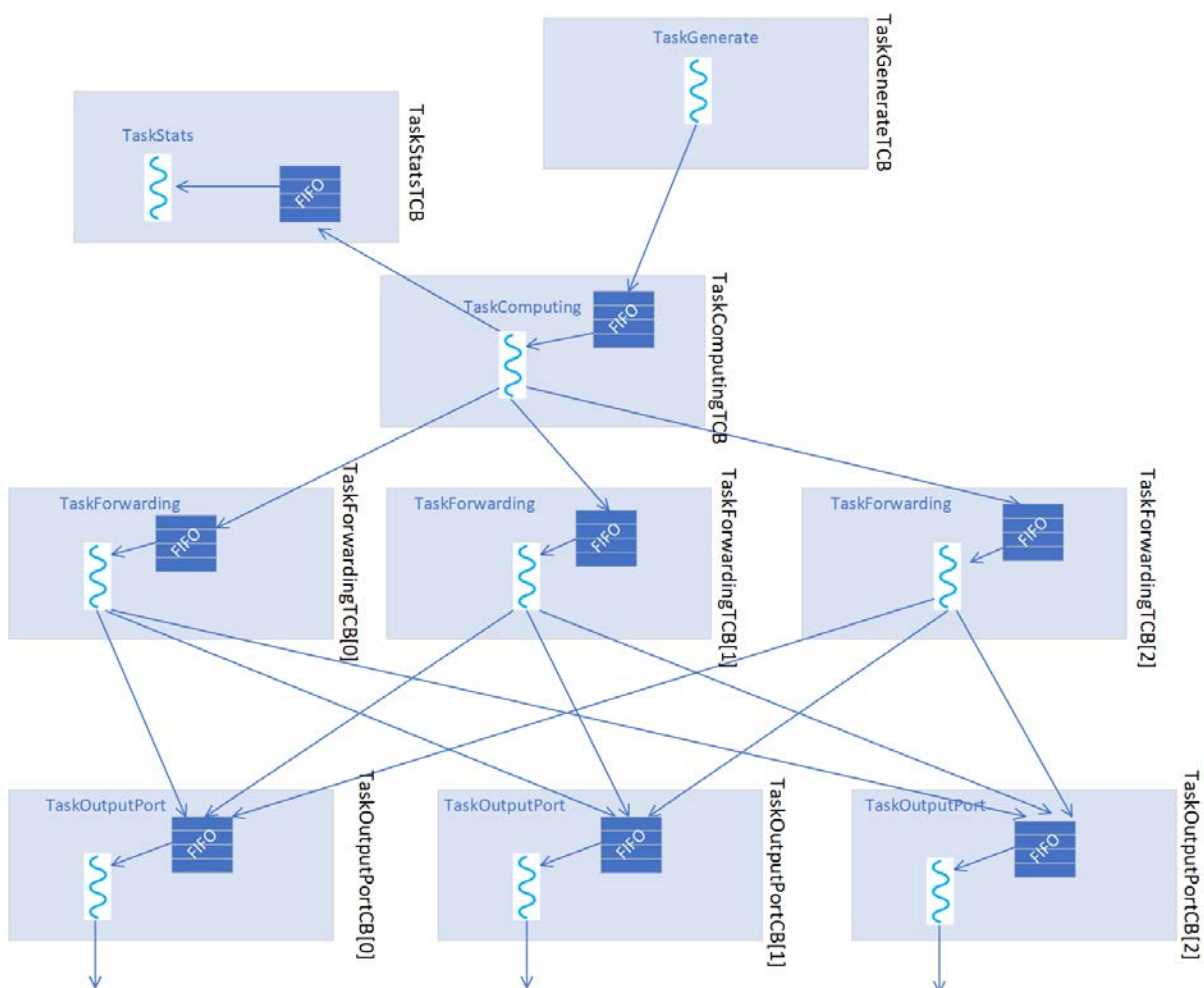 TaskGenerate
TaskGenerateTCB
TaskStats
FIFO
TaskStatsTCB
TaskComputing
FIFO
TaskComputingTCB
TaskForwarding
FIFO
TaskForwardingTCB[0]
TaskForwarding
FIFO
TaskForwardingTCB[1]
TaskForwarding
FIFO
TaskForwardingTCB[2]
TaskOutputPort
FIFO
TaskOutputPortCB[0]
TaskOutputPort
FIFO
TaskOutputPortCB[1]
TaskOutputPort
FIFO
TaskOutputPortCB[2]